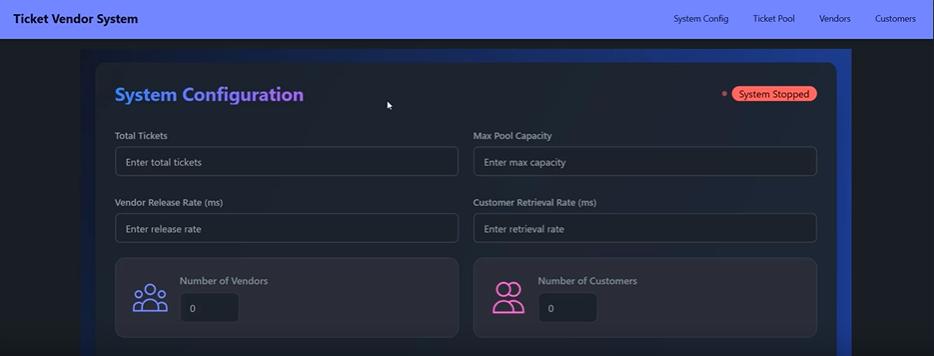 Ticket Vendor System
System Config Ticket Pool Vendors Customers
System Configuration
System Stopped
Total Tickets
Enter total tickets
Max Pool Capacity
Enter max capacity
Vendor Release Rate (ms)
Enter release rate
Customer Retrieval Rate (ms)
Enter retrieval rate
Number of Vendors
0
Number of Customers
0